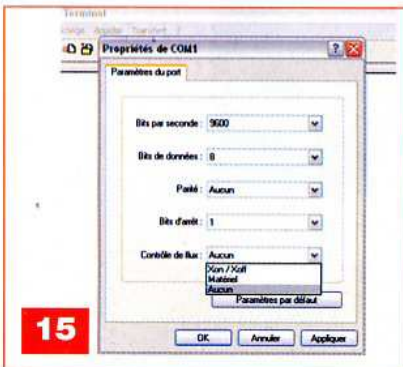 Terminal
Propriétés de COM1
Paramètres du port
Bits par seconde : 9600
Bits de données : 8
Parité : Aucun
Bits d'arrêt : 1
Contrôle de flux : Aucun
Xon / Xoff
Matériel
Aucun
Paramètres par défaut
15
OK Annuler Appliquer